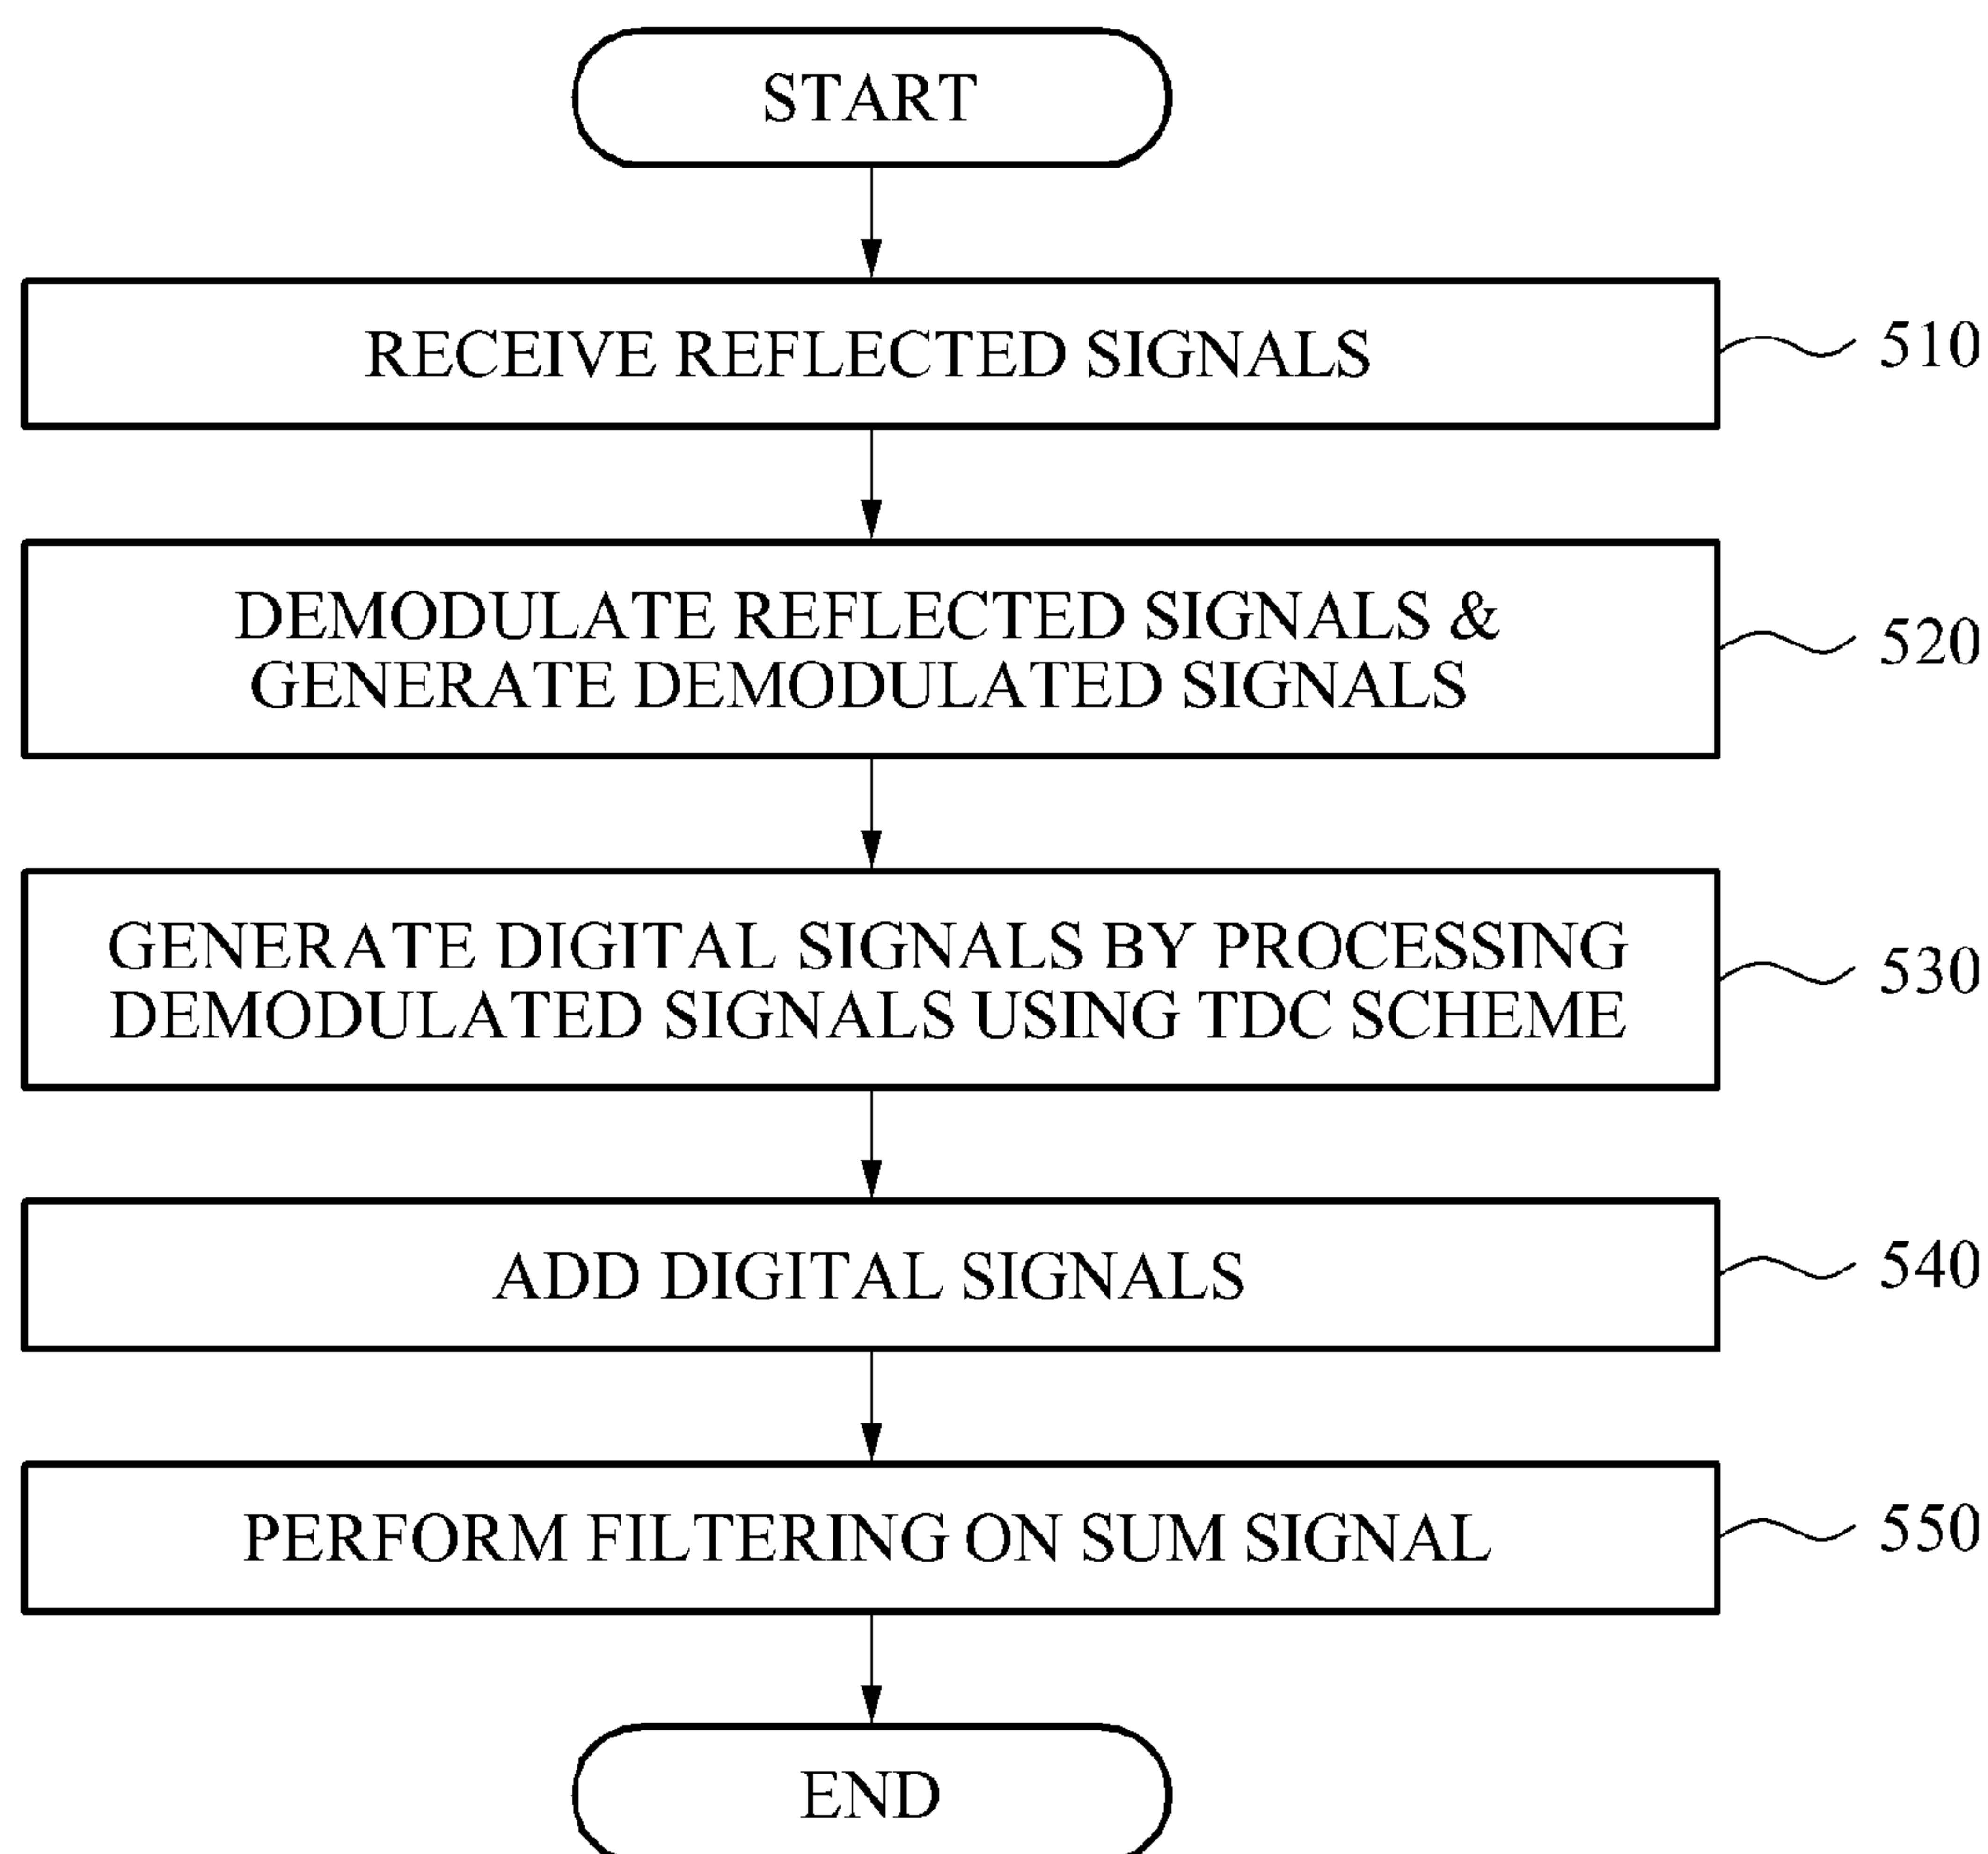 START
RECEIVE REFLECTED SIGNALS
510
DEMODULATE REFLECTED SIGNALS &
GENERATE DEMODULATED SIGNALS
520
GENERATE DIGITAL SIGNALS BY PROCESSING
DEMODULATED SIGNALS USING TDC SCHEME
530
ADD DIGITAL SIGNALS
540
PERFORM FILTERING ON SUM SIGNAL
550
END